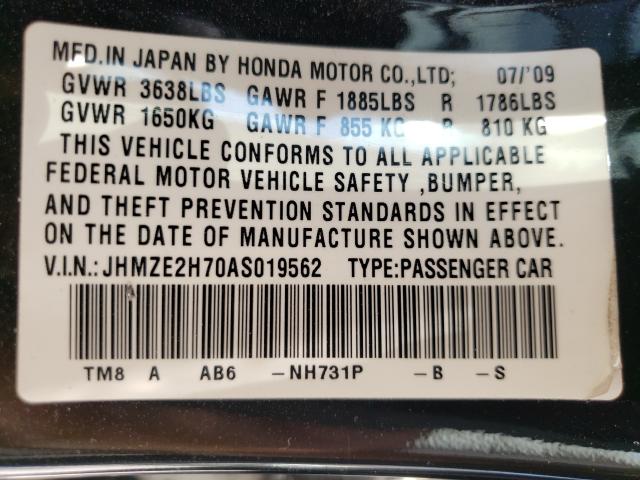 MFD.IN JAPAN BY HONDA MOTOR CO.,LTD; 07/'09
GVWR 3638LBS GAWR F 1885LBS R 1786LBS
GVWR 1650KG GAWR F 855 KG R 810 KG
THIS VEHICLE CONFORMS TO ALL APPLICABLE
FEDERAL MOTOR VEHICLE SAFETY ,BUMPER,
AND THEFT PREVENTION STANDARDS IN EFFECT
ON THE DATE OF MANUFACTURE SHOWN ABOVE.
V.I.N.:JHMZE2H70AS019562 TYPE:PASSENGER CAR
TM8 A AB6 -NH731P -B -S